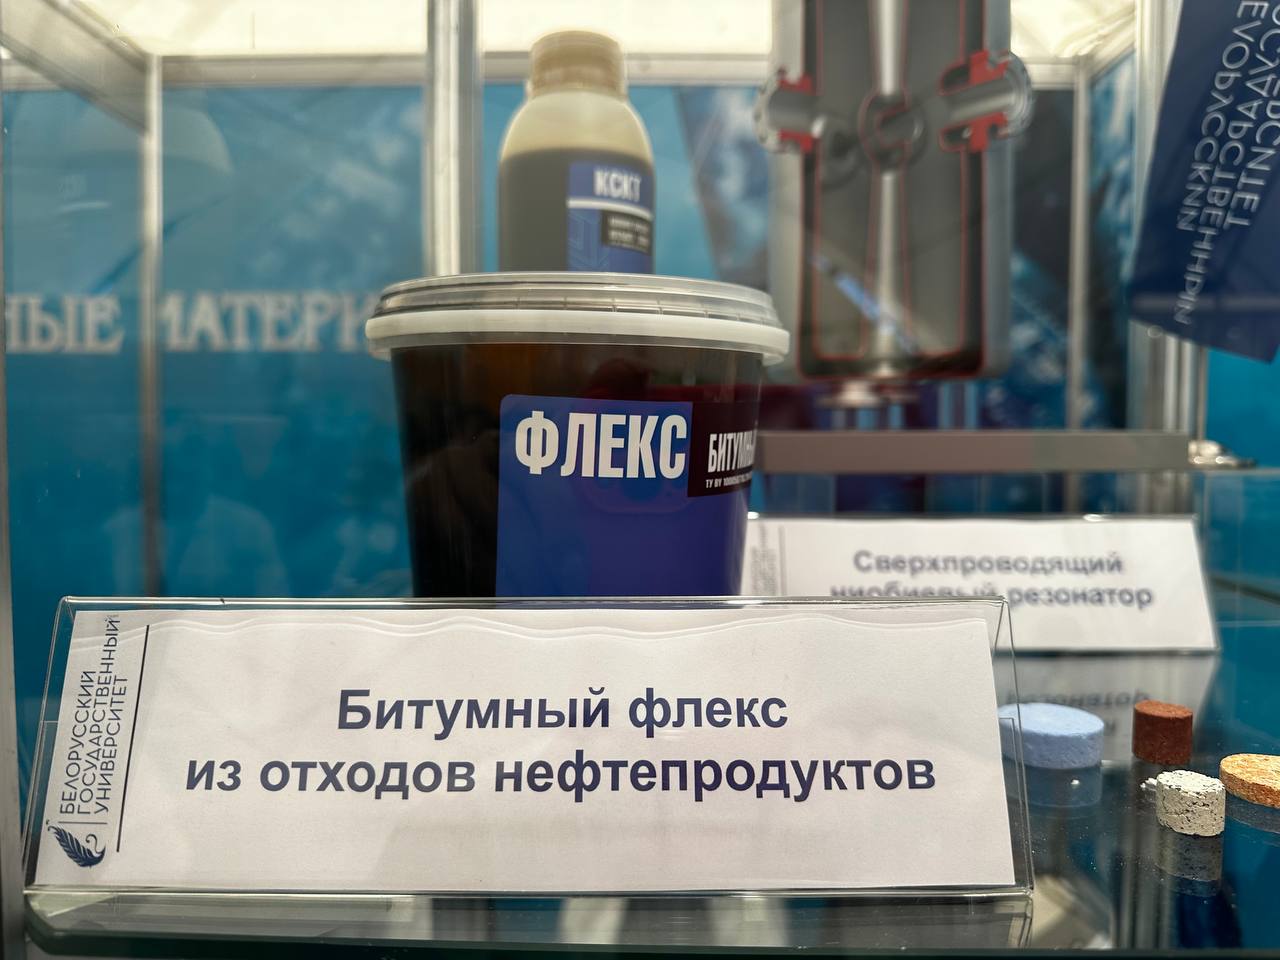 КСКТ
НЫЕ МАТЕРИ
ФЛЕКС
БИТУМНЫ
Сверхпроводящий
ниобиевый резонатор
БЕЛОРУССКИЙ
ГОСУДАРСТВЕННЫЙ
УНИВЕРСИТЕТ
Битумный флекс
из отходов нефтепродуктов